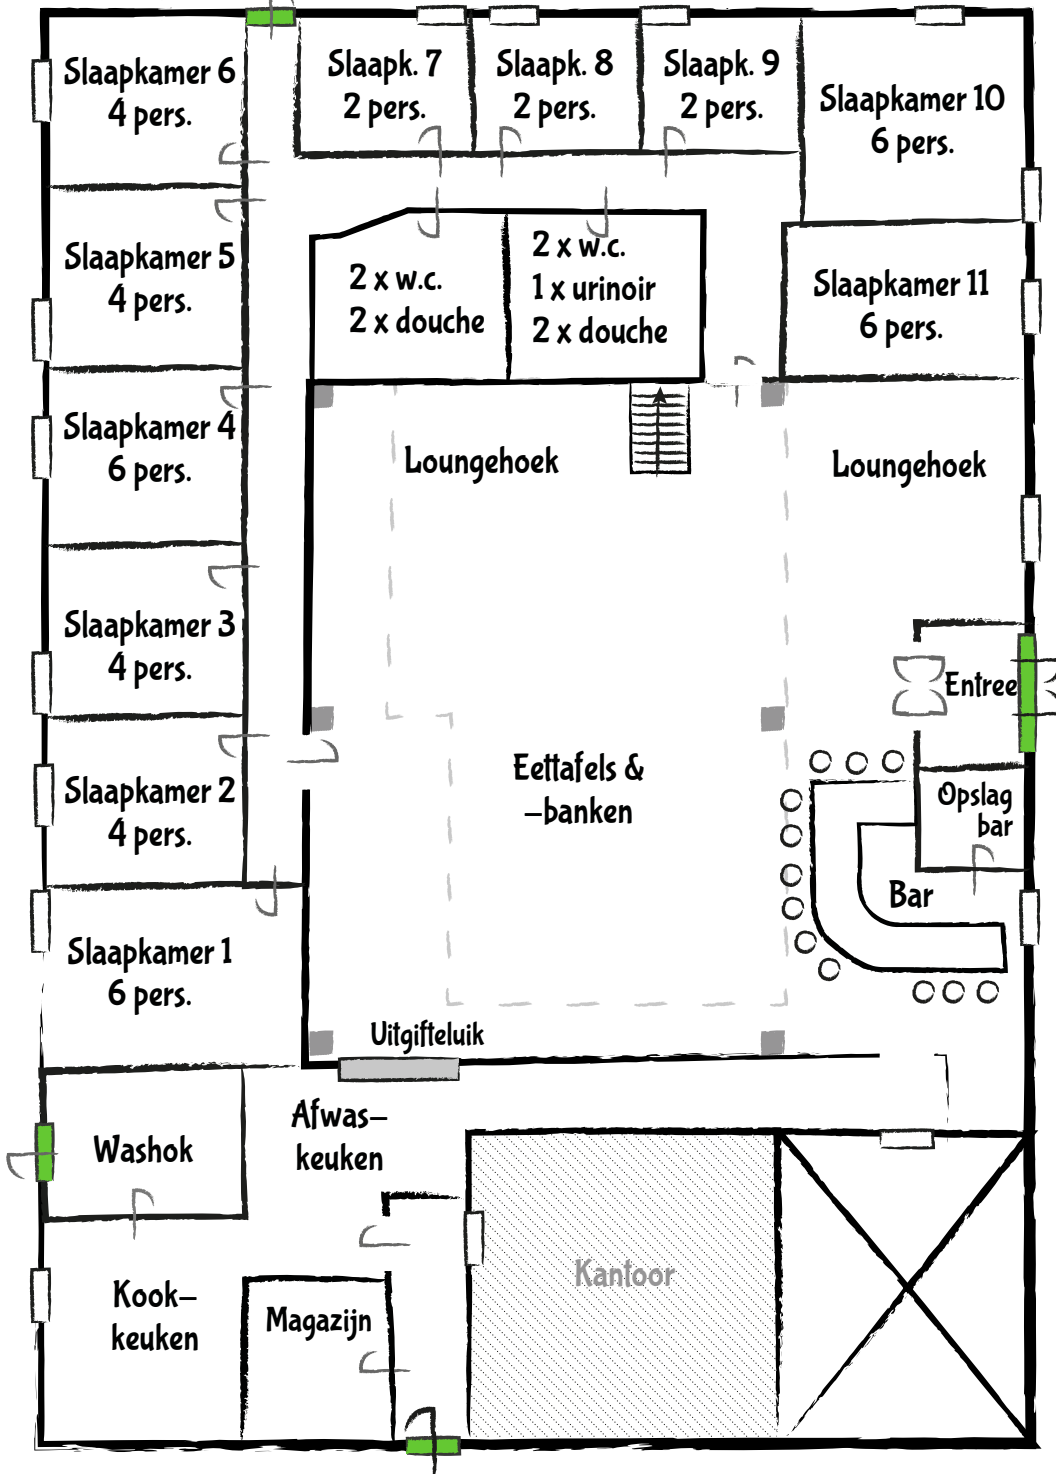 Slaapkamer 6
4 pers.
Slaapk. 7
2 pers.
Slaapk. 8
2 pers.
Slaapk. 9
2 pers.
Slaapkamer 10
6 pers.
Slaapkamer 5
4 pers.
2 x w.c.
2 x douche
2 x w.c.
1 x urinoir
2 x douche
Slaapkamer 11
6 pers.
Slaapkamer 4
6 pers.
Loungehoek
Loungehoek
Slaapkamer 3
4 pers.
Entree
Slaapkamer 2
4 pers.
Eettafels &
-banken
Opslag
bar
Bar
Slaapkamer 1
6 pers.
Uitgifteluik
Washok
Afwas-
keuken
Kook-
keuken
Magazijn
Kantoor